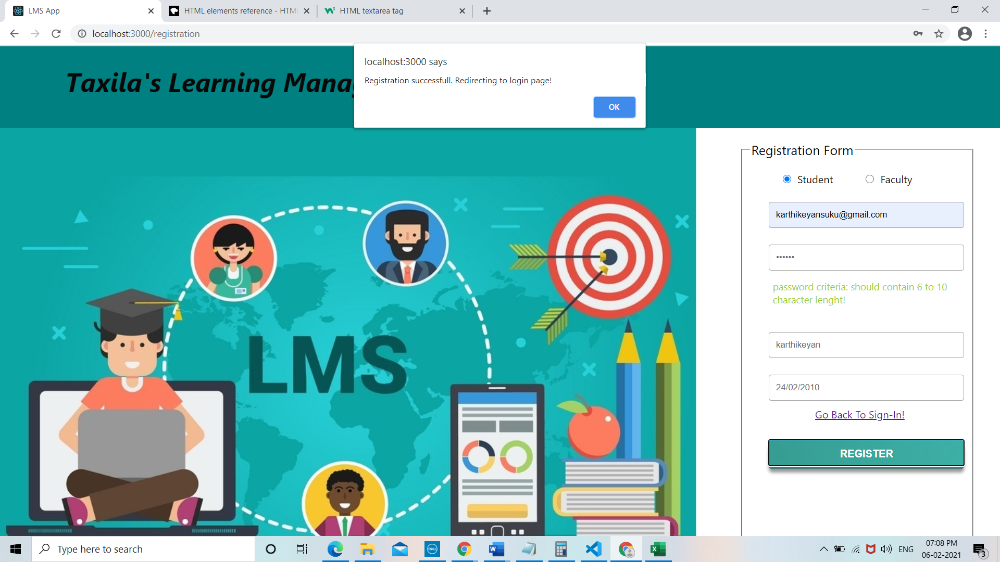 LMS App
HTML elements reference - HTM
HTML textarea tag
localhost:3000/registration
localhost:3000 says
Registration successfull. Redirecting to login page!
OK
Taxila's Learning Mana
Registration Form
Student
Faculty
karthikeyansuku@gmail.com
••••••
password criteria: should contain 6 to 10
character lenght!
karthikeyan
24/02/2010
Go Back To Sign-In!
REGISTER
LMS
Type here to search
DELL
ENG
07:08 PM
06-02-2021
3